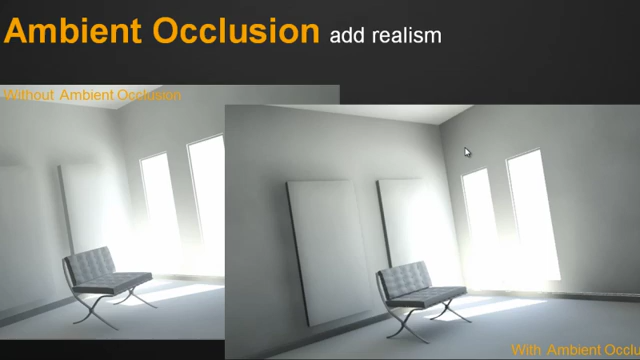 Ambient Occlusion add realism
Without Ambient Occlusion
With Ambient Occlu